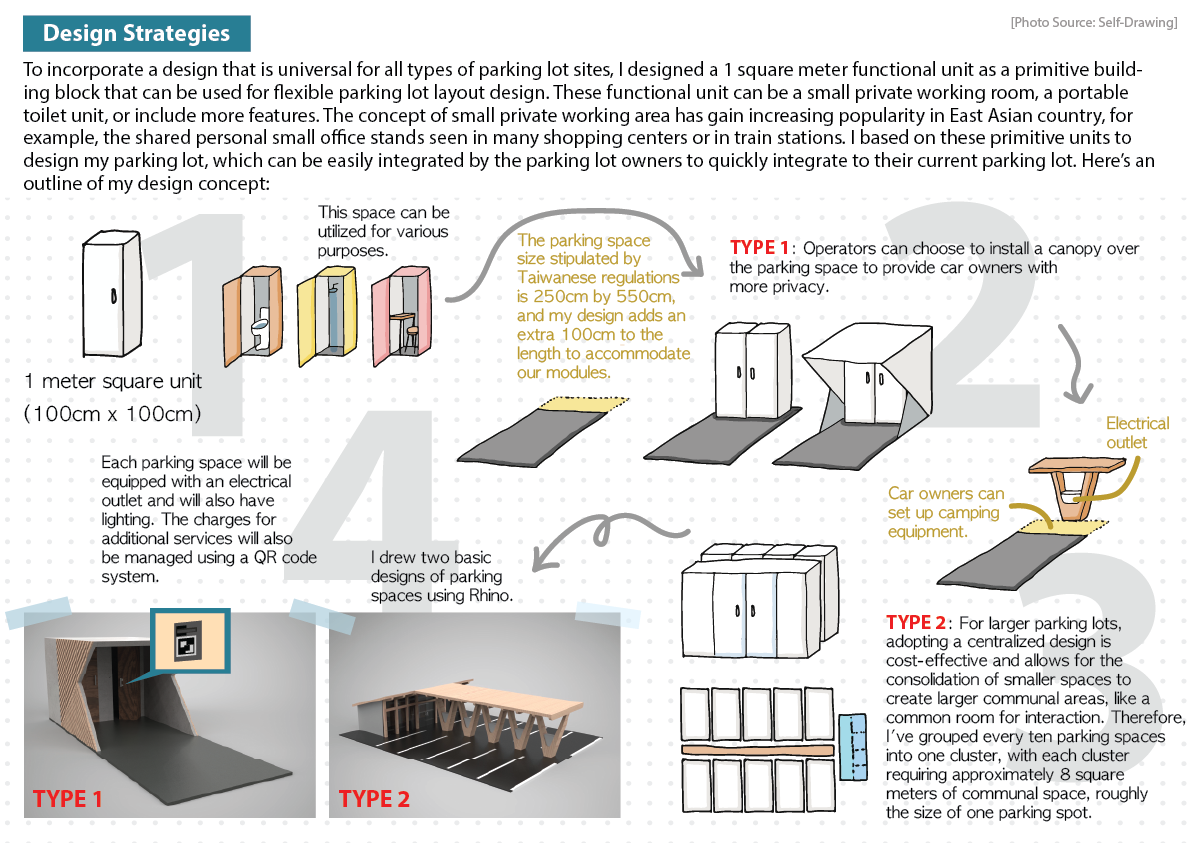 Design Strategies
[Photo Source: Self-Drawing]
To incorporate a design that is universal for all types of parking lot sites, I designed a 1 square meter functional unit as a primitive build-
ing block that can be used for flexible parking lot layout design. These functional unit can be a small private working room, a portable
toilet unit, or include more features. The concept of small private working area has gain increasing popularity in East Asian country, for
example, the shared personal small office stands seen in many shopping centers or in train stations. I based on these primitive units to
design my parking lot, which can be easily integrated by the parking lot owners to quickly integrate to their current parking lot. Here's an
outline of my design concept:
1
This space can be
utilized for various
purposes.
1 meter square unit
(100cm x 100cm)
The parking space
size stipulated by
Taiwanese regulations
is 250cm by 550cm,
and my design adds an
extra 100cm to the
length to accommodate
our modules.
2
TYPE 1: Operators can choose to install a canopy over
the parking space to provide car owners with
more privacy.
Electrical
outlet
Car owners can
set up camping
equipment.
3
TYPE 2: For larger parking lots,
adopting a centralized design is
cost-effective and allows for the
consolidation of smaller spaces to
create larger communal areas, like a
common room for interaction. Therefore,
I've grouped every ten parking spaces
into one cluster, with each cluster
requiring approximately 8 square
meters of communal space, roughly
the size of one parking spot.
4
Each parking space will be
equipped with an electrical
outlet and will also have
lighting. The charges for
additional services will also
be managed using a QR code
system.
I drew two basic
designs of parking
spaces using Rhino.
TYPE 1
TYPE 2